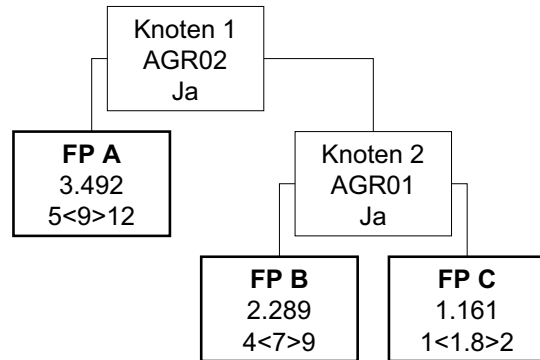 Knoten 1
AGR02
Ja
FP A
3.492
5<9>12
Knoten 2
AGR01
Ja
FP B
2.289
4<7>9
FP C
1.161
1<1.8>2